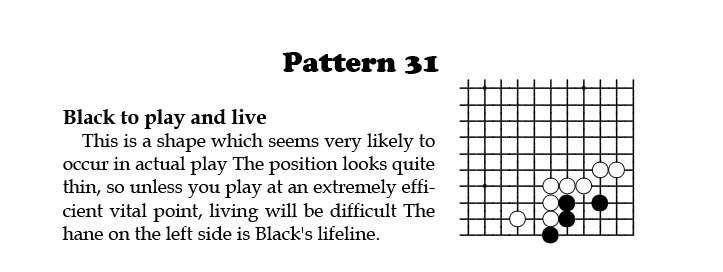 Pattern 31
Black to play and live
This is a shape which seems very likely to
occur in actual play The position looks quite
thin, so unless you play at an extremely effi-
cient vital point, living will be difficult The
hane on the left side is Black's lifeline.